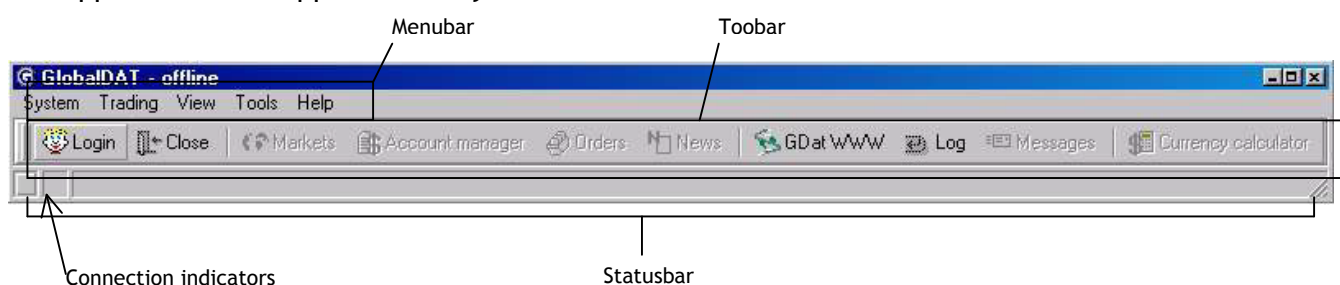 Menubar Toobar
GlobalDAT - offline
System Trading View Tools Help
Login Close Markets Account manager Orders News GDat WWW Log Messages Currency calculator
Connection indicators Statusbar